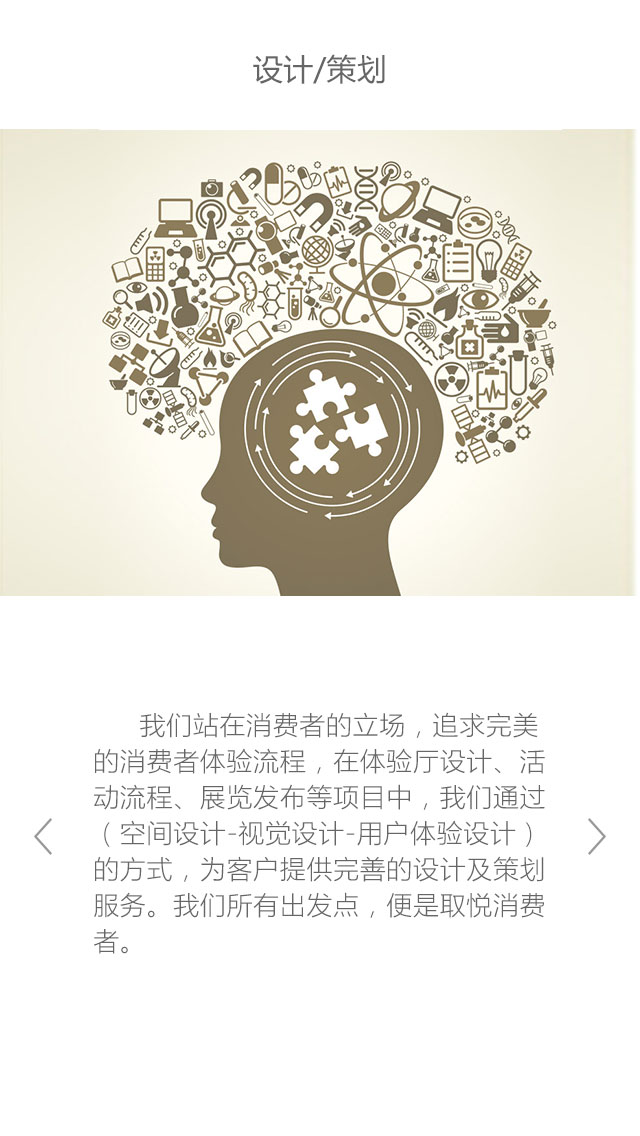 设计/策划
我们站在消费者的立场，追求完美
的消费者体验流程，在体验厅设计、活
动流程、展览发布等项目中，我们通过
（空间设计-视觉设计-用户体验设计）
的方式，为客户提供完善的设计及策划
服务。我们所有出发点，便是取悦消费
者。